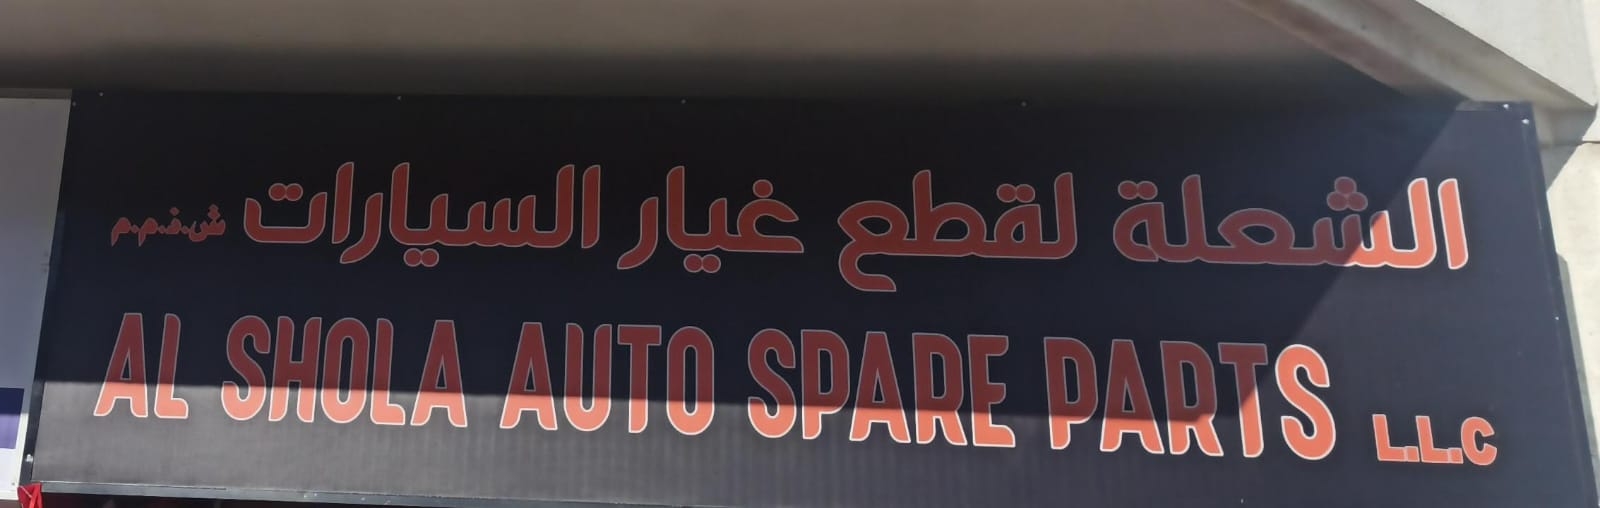 الشعلة لقطع غيار السيارات ش.ذ.م.م
AL SHOLA AUTO SPARE PARTS L.L.C